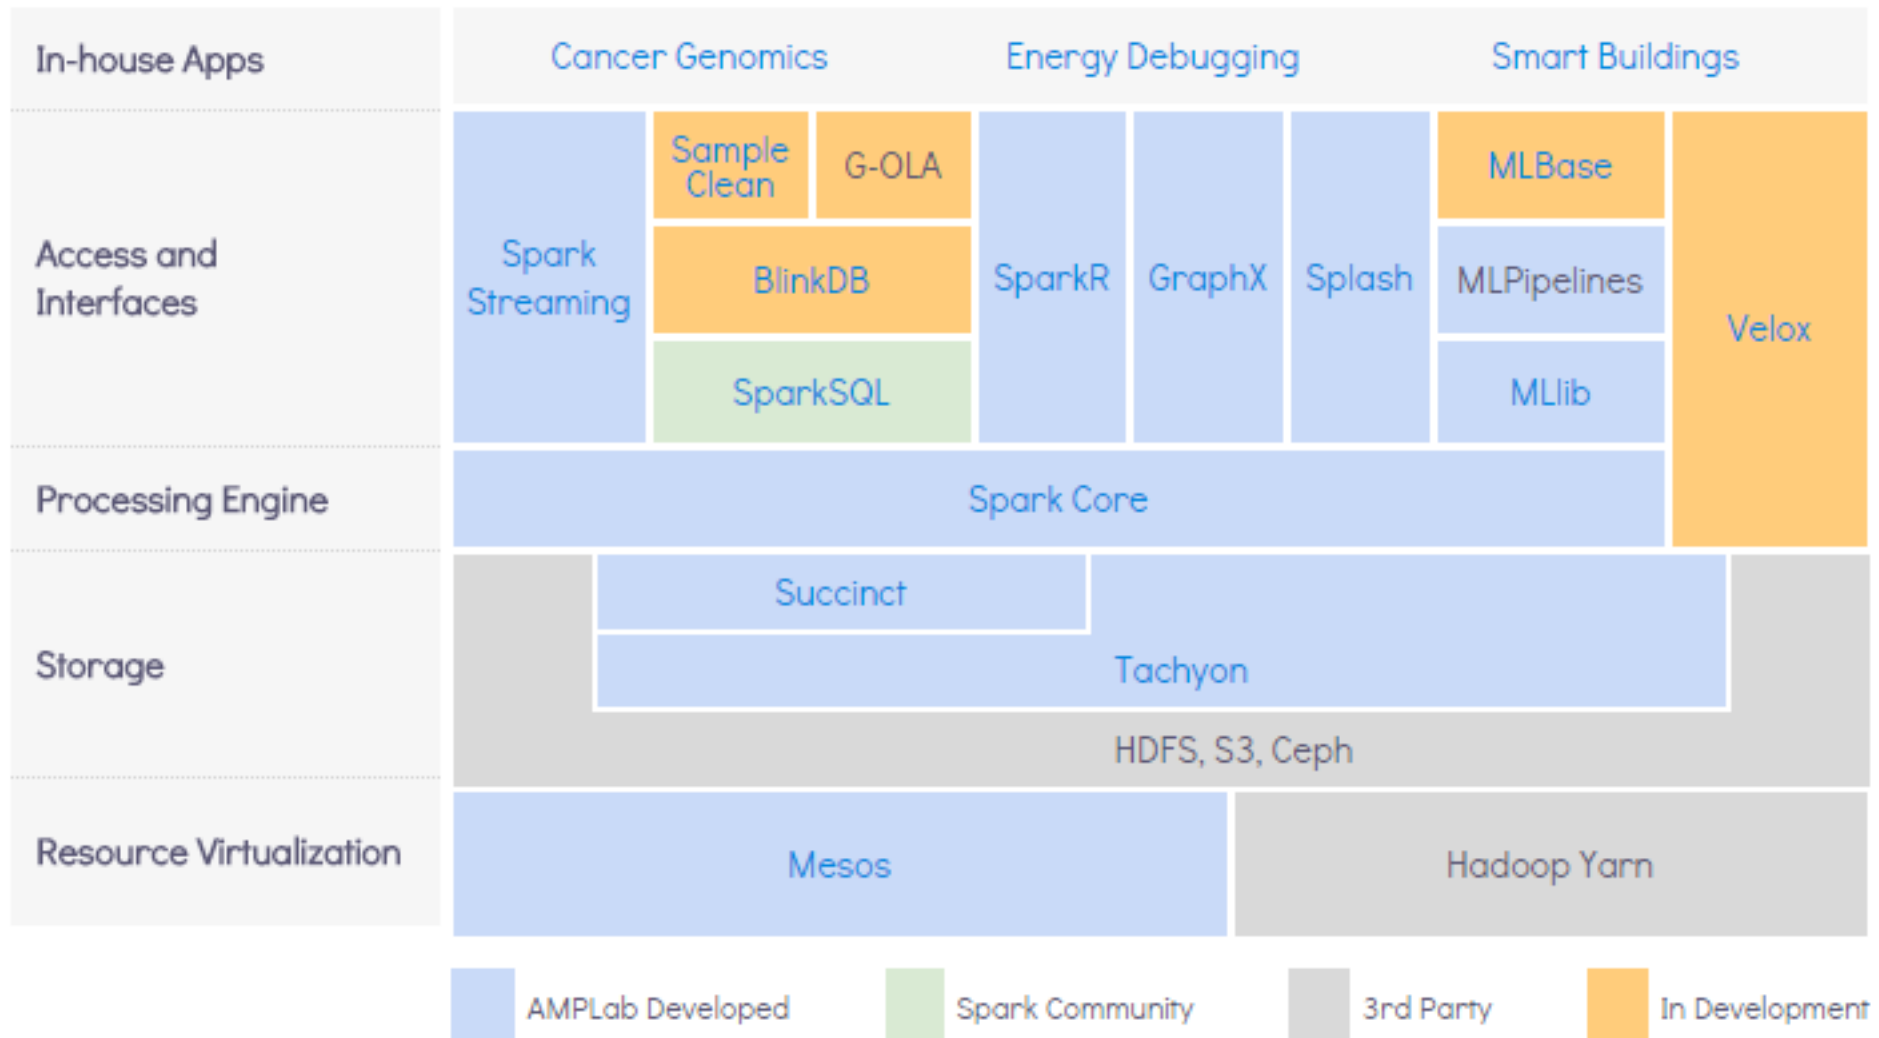 In-house Apps
Cancer Genomics
Energy Debugging
Smart Buildings
Access and
Interfaces
Spark
Streaming
Sample
Clean
G-OLA
BlinkDB
SparkSQL
SparkR
GraphX
Splash
MLBase
MLPipelines
MLlib
Velox
Processing Engine
Spark Core
Storage
Succinct
Tachyon
HDFS, S3, Ceph
Resource Virtualization
Mesos
Hadoop Yarn
AMPLab Developed
Spark Community
3rd Party
In Development